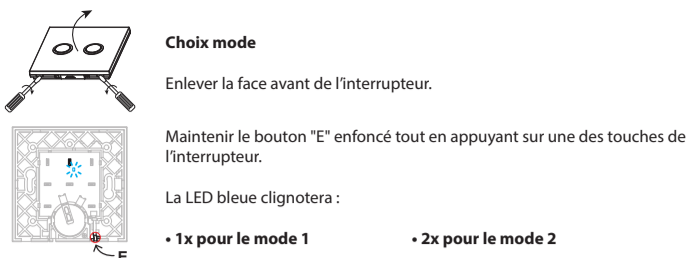 Choix mode
Enlever la face avant de l'interrupteur.
Maintenir le bouton "E" enfoncé tout en appuyant sur une des touches de
l'interrupteur.
La LED bleue clignotera :
• 1x pour le mode 1 • 2x pour le mode 2
E